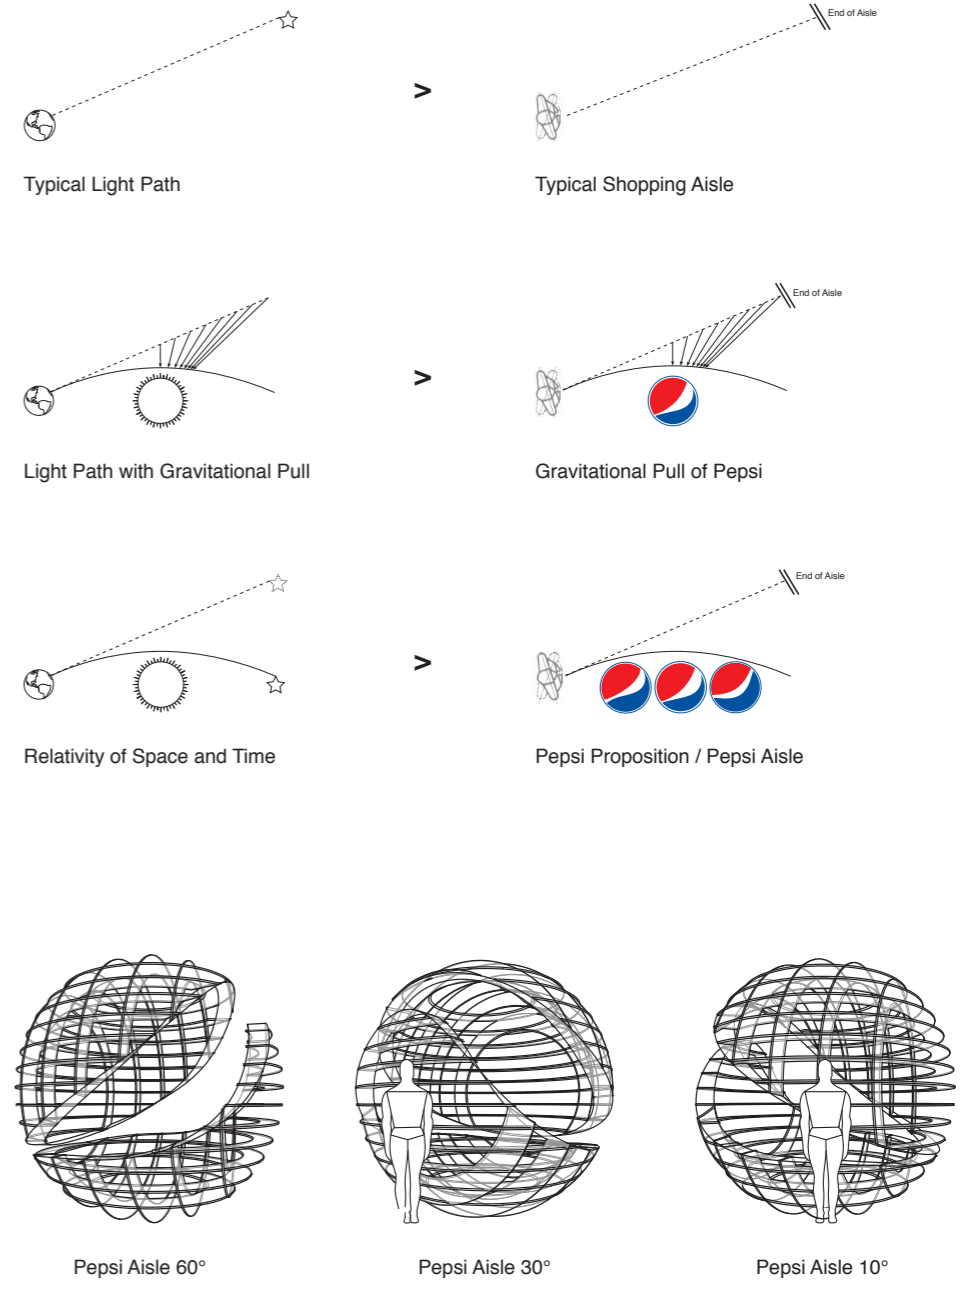 End of Aisle
>
Typical Light Path
Typical Shopping Aisle
End of Aisle
>
Light Path with Gravitational Pull
Gravitational Pull of Pepsi
End of Aisle
>
Relativity of Space and Time
Pepsi Proposition / Pepsi Aisle
Pepsi Aisle 60°
Pepsi Aisle 30°
Pepsi Aisle 10°